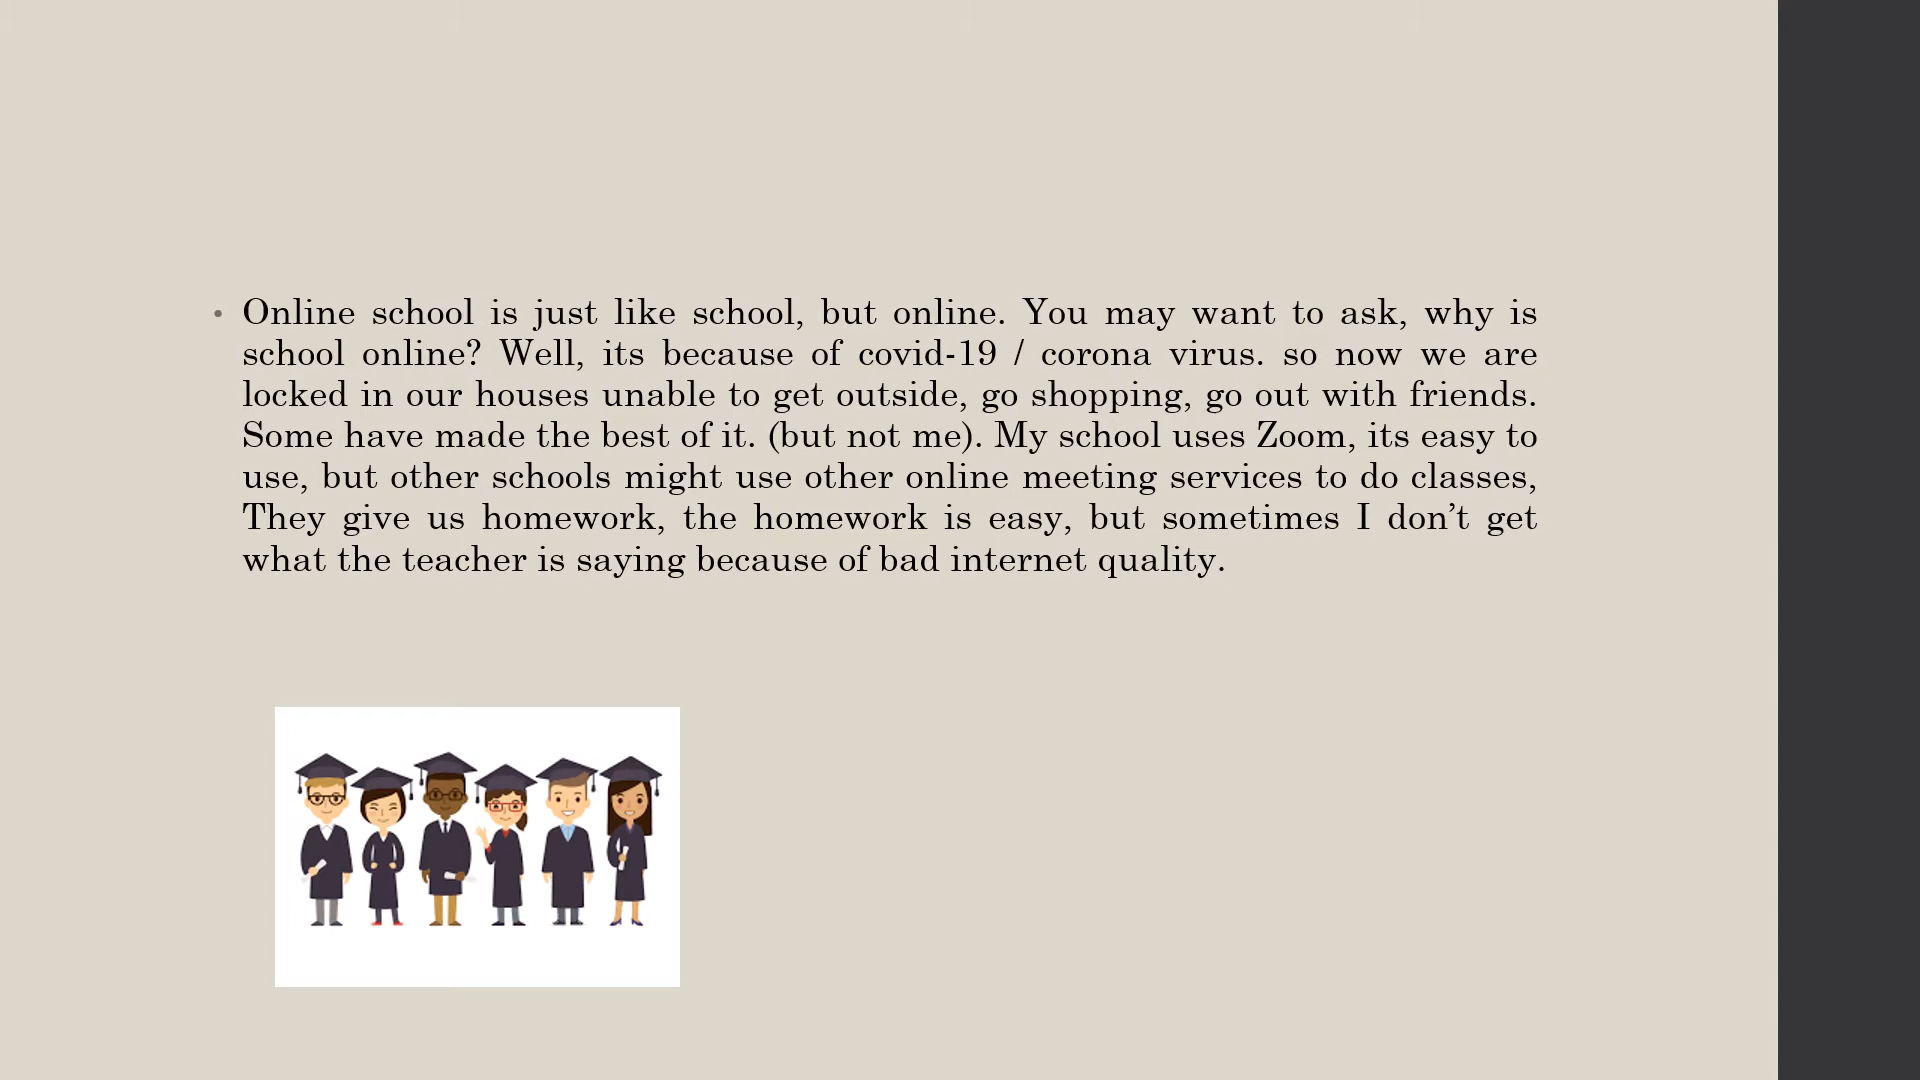 • Online school is just like school, but online. You may want to ask, why is
school online? Well, its because of covid-19 / corona virus. so now we are
locked in our houses unable to get outside, go shopping, go out with friends.
Some have made the best of it. (but not me). My school uses Zoom, its easy to
use, but other schools might use other online meeting services to do classes,
They give us homework, the homework is easy, but sometimes I don’t get
what the teacher is saying because of bad internet quality.